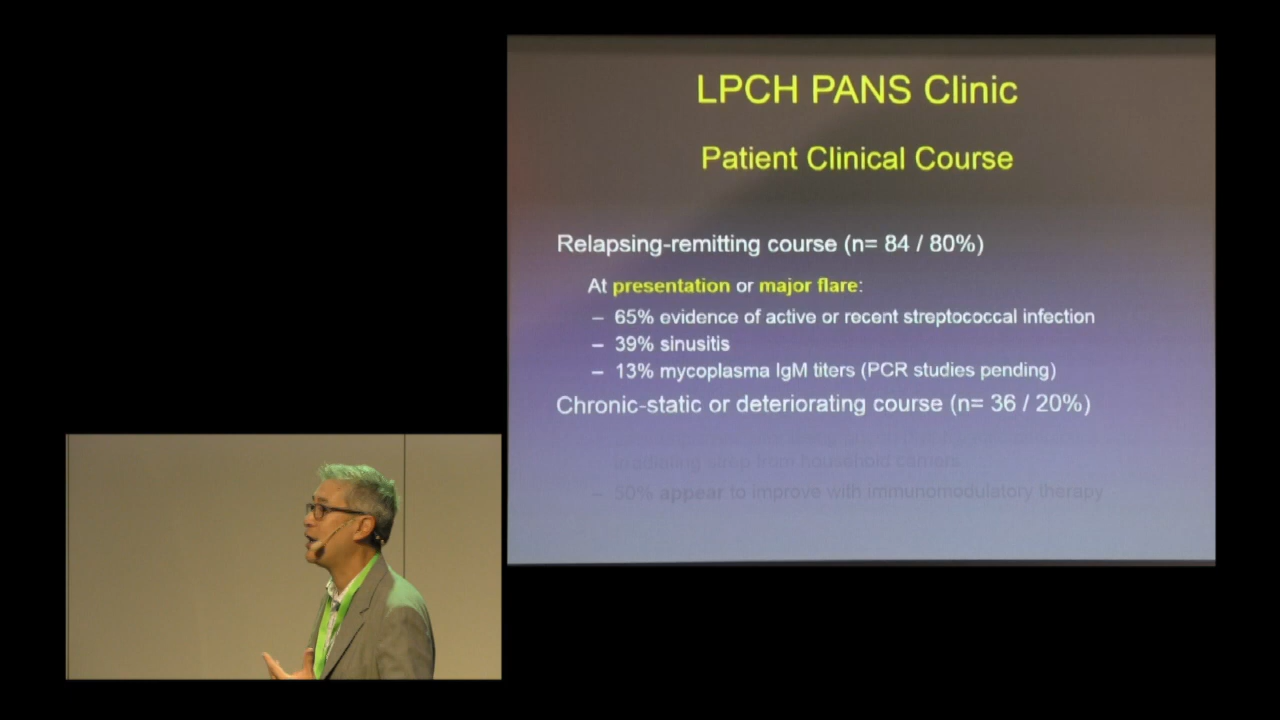 LPCH PANS Clinic
Patient Clinical Course
Relapsing-remitting course (n= 84 / 80%)
At presentation or major flare:
– 65% evidence of active or recent streptococcal infection
– 39% sinusitis
– 13% mycoplasma IgM titers (PCR studies pending)
Chronic-static or deteriorating course (n= 36 / 20%)
strep from household carriers
– 50% appear to improve with immunomodulatory therapy